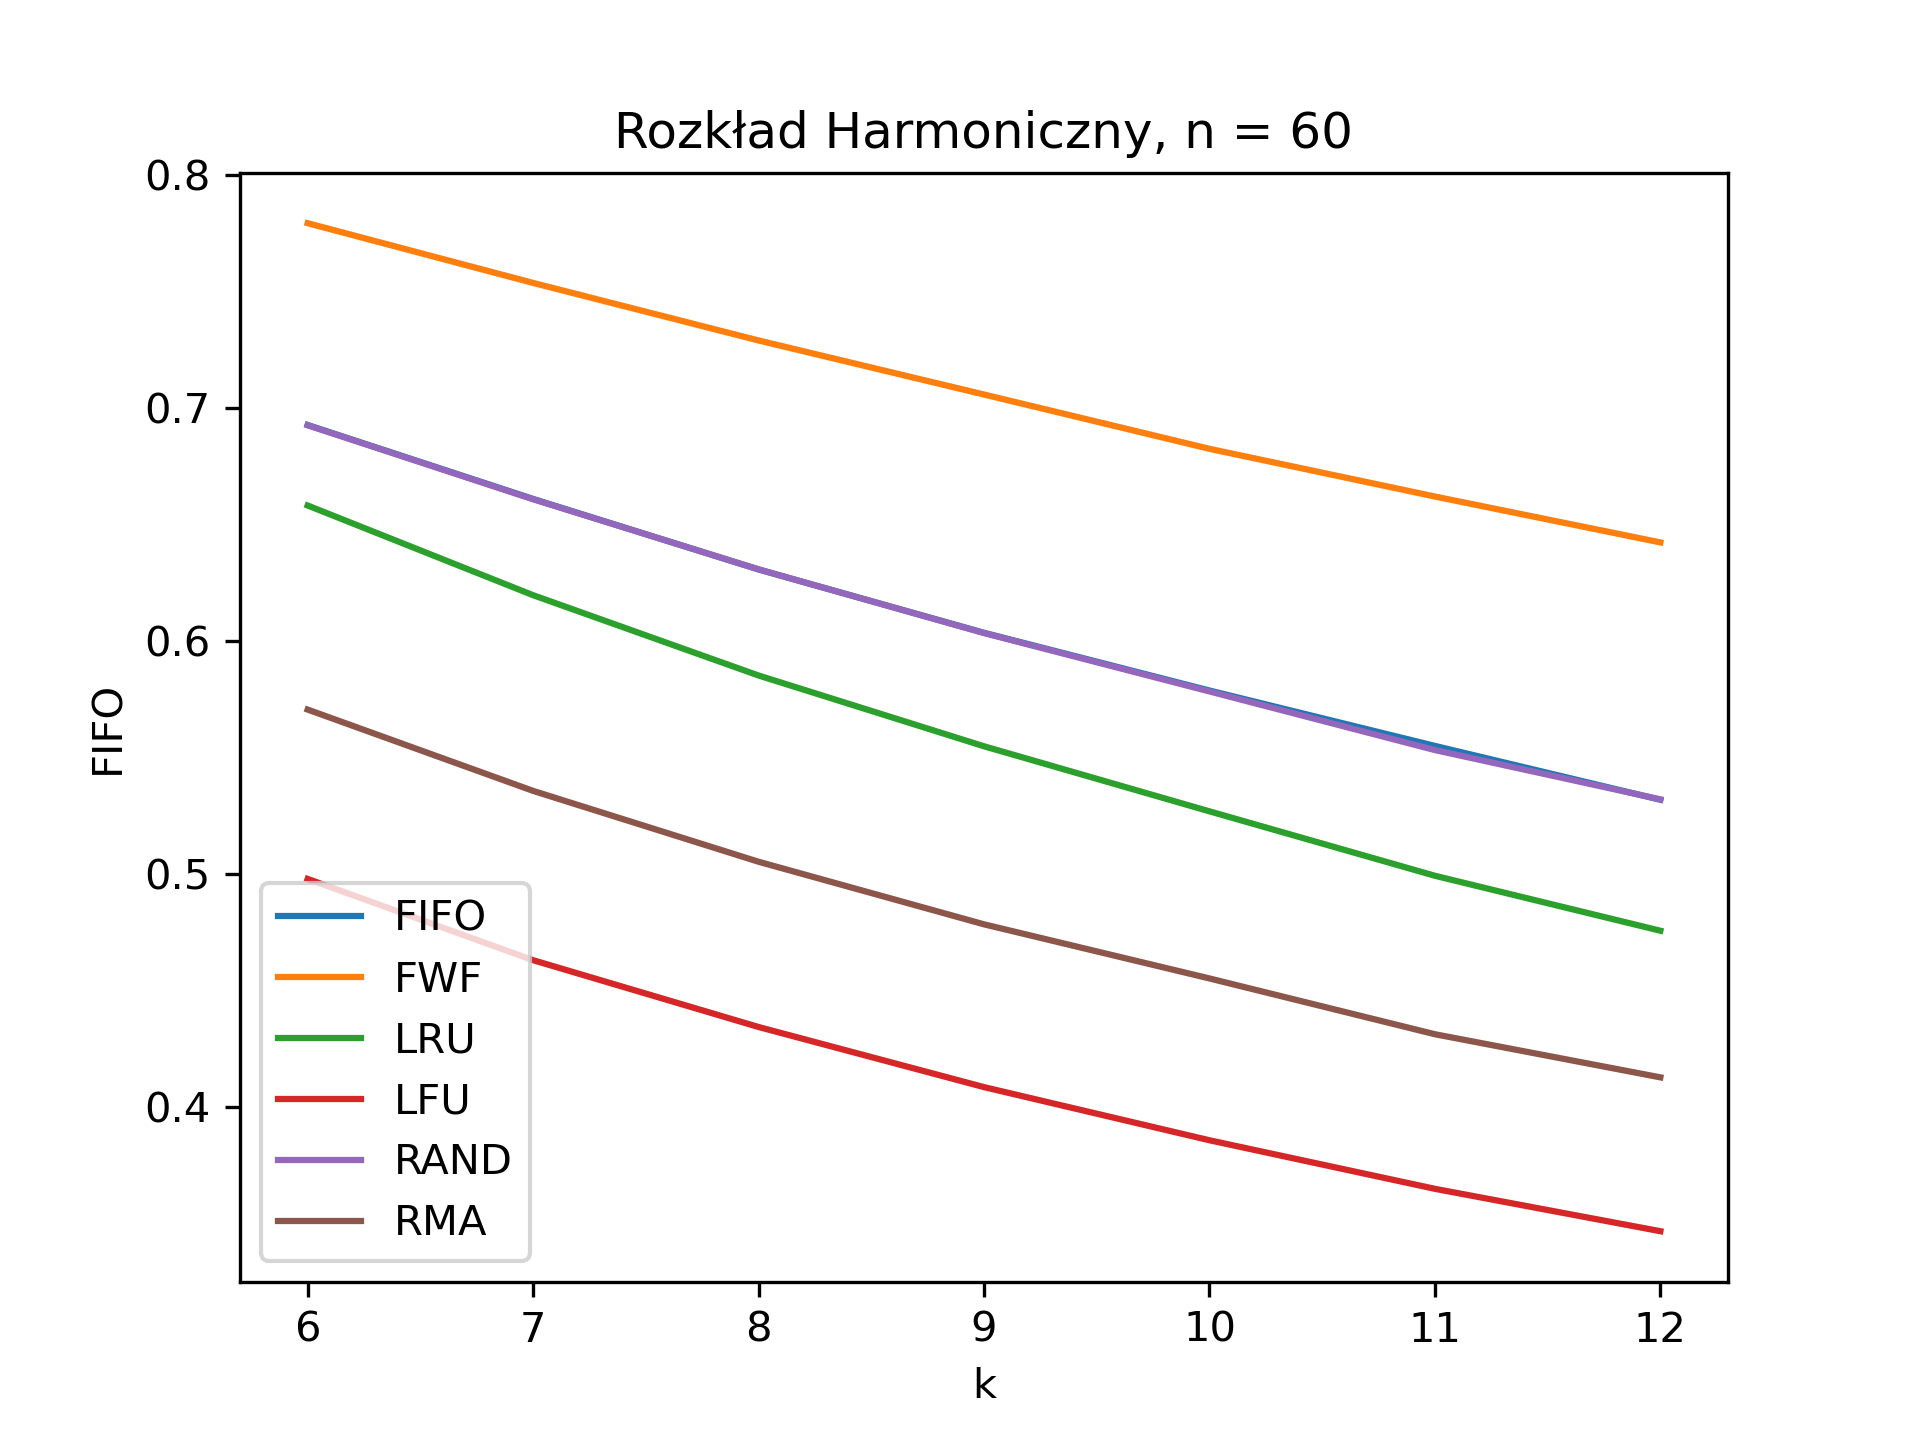 Rozkład Harmoniczny, n = 60
0.8
0.7
0.6
0.5
0.4
FIFO
FIFO
FWF
LRU
LFU
RAND
RMA
6 7 8 9 10 11 12
k